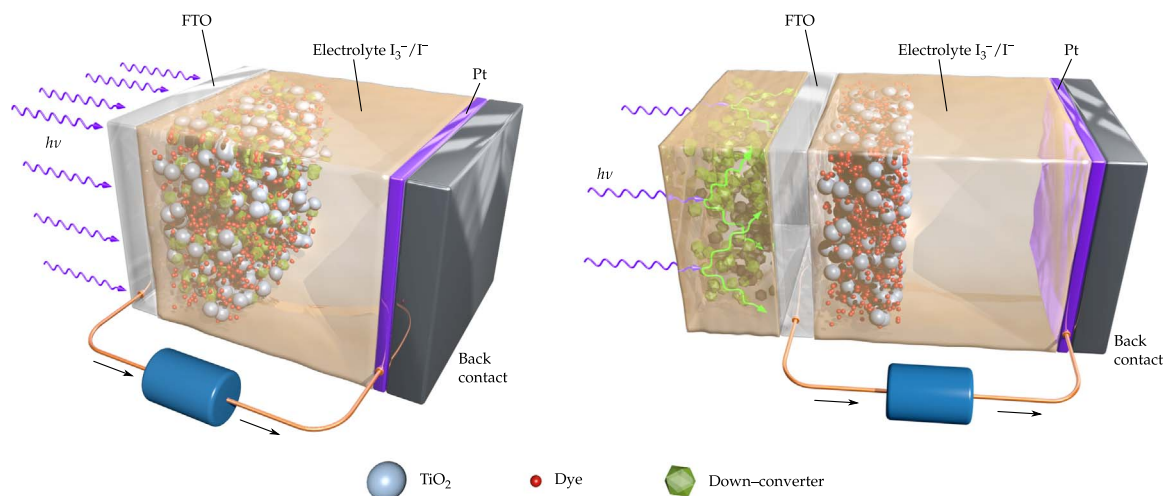 FTO
Electrolyte I₃⁻/I⁻
Pt
hν
Back
contact
FTO
Electrolyte I₃⁻/I⁻
Pt
hν
Back
contact
TiO₂
Dye
Down–converter